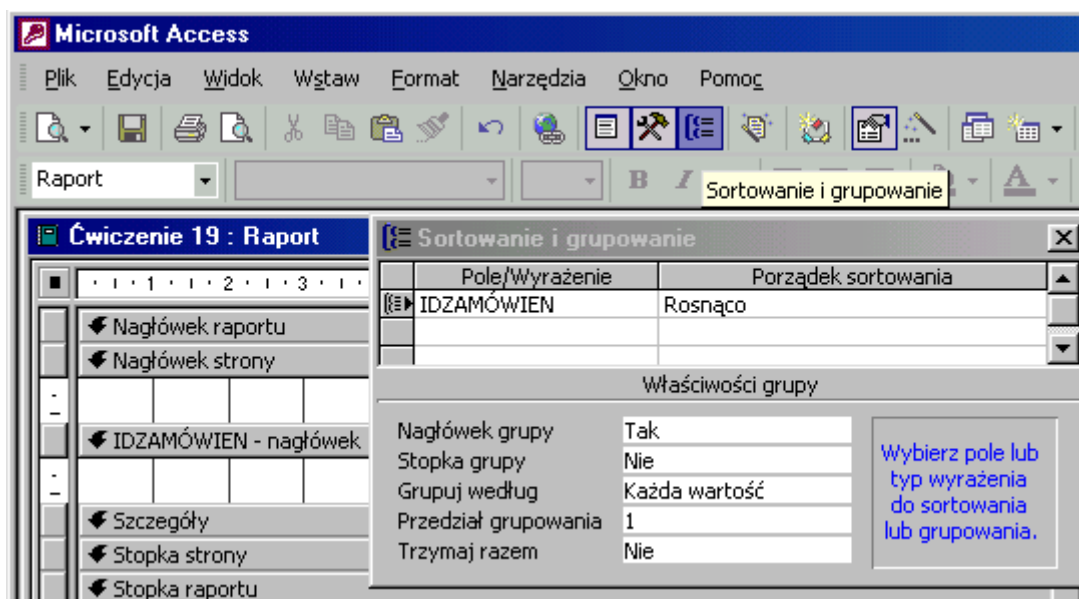 Microsoft Access
Plik Edycja Widok Wstaw Format Narzędzia Okno Pomoc
Raport B I
Sortowanie i grupowanie
Ćwiczenie 19 : Raport
1 2 3
Nagłówek raportu
Nagłówek strony
IDZAMÓWIEN - nagłówek
Szczegóły
Stopka strony
Stopka raportu
Sortowanie i grupowanie
Pole/Wyrażenie Porządek sortowania
IDZAMÓWIEN Rosnąco
Właściwości grupy
Nagłówek grupy Tak
Stopka grupy Nie
Grupuj według Każda wartość
Przedział grupowania 1
Trzymaj razem Nie
Wybierz pole lub
typ wyrażenia
do sortowania
lub grupowania.